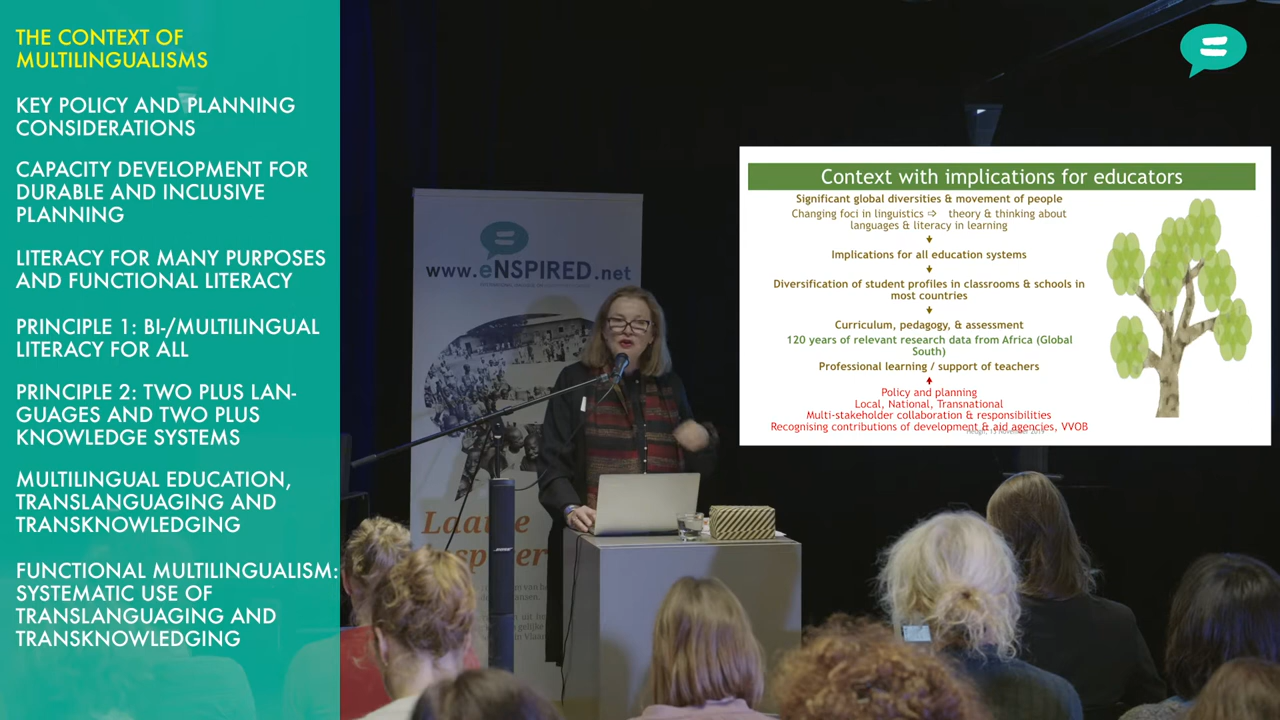 THE CONTEXT OF
MULTILINGUALISMS
KEY POLICY AND PLANNING
CONSIDERATIONS
CAPACITY DEVELOPMENT FOR
DURABLE AND INCLUSIVE
PLANNING
LITERACY FOR MANY PURPOSES
AND FUNCTIONAL LITERACY
PRINCIPLE 1: BI-/MULTILINGUAL
LITERACY FOR ALL
PRINCIPLE 2: TWO PLUS LAN-
GUAGES AND TWO PLUS
KNOWLEDGE SYSTEMS
MULTILINGUAL EDUCATION,
TRANSLANGUAGING AND
TRANSKNOWLEDGING
FUNCTIONAL MULTILINGUALISM:
SYSTEMATIC USE OF
TRANSLANGUAGING AND
TRANSKNOWLEDGING
www.eNSPIRED.net
Context with implications for educators
Significant global diversities & movement of people
Changing foci in linguistics ⇨ theory & thinking about
languages & literacy in learning
Implications for all education systems
Diversification of student profiles in classrooms & schools in
most countries
Curriculum, pedagogy, & assessment
120 years of relevant research data from Africa (Global
South)
Professional learning / support of teachers
Policy and planning
Local, National, Transnational
Multi-stakeholder collaboration & responsibilities
Recognising contributions of development & aid agencies, VVOB